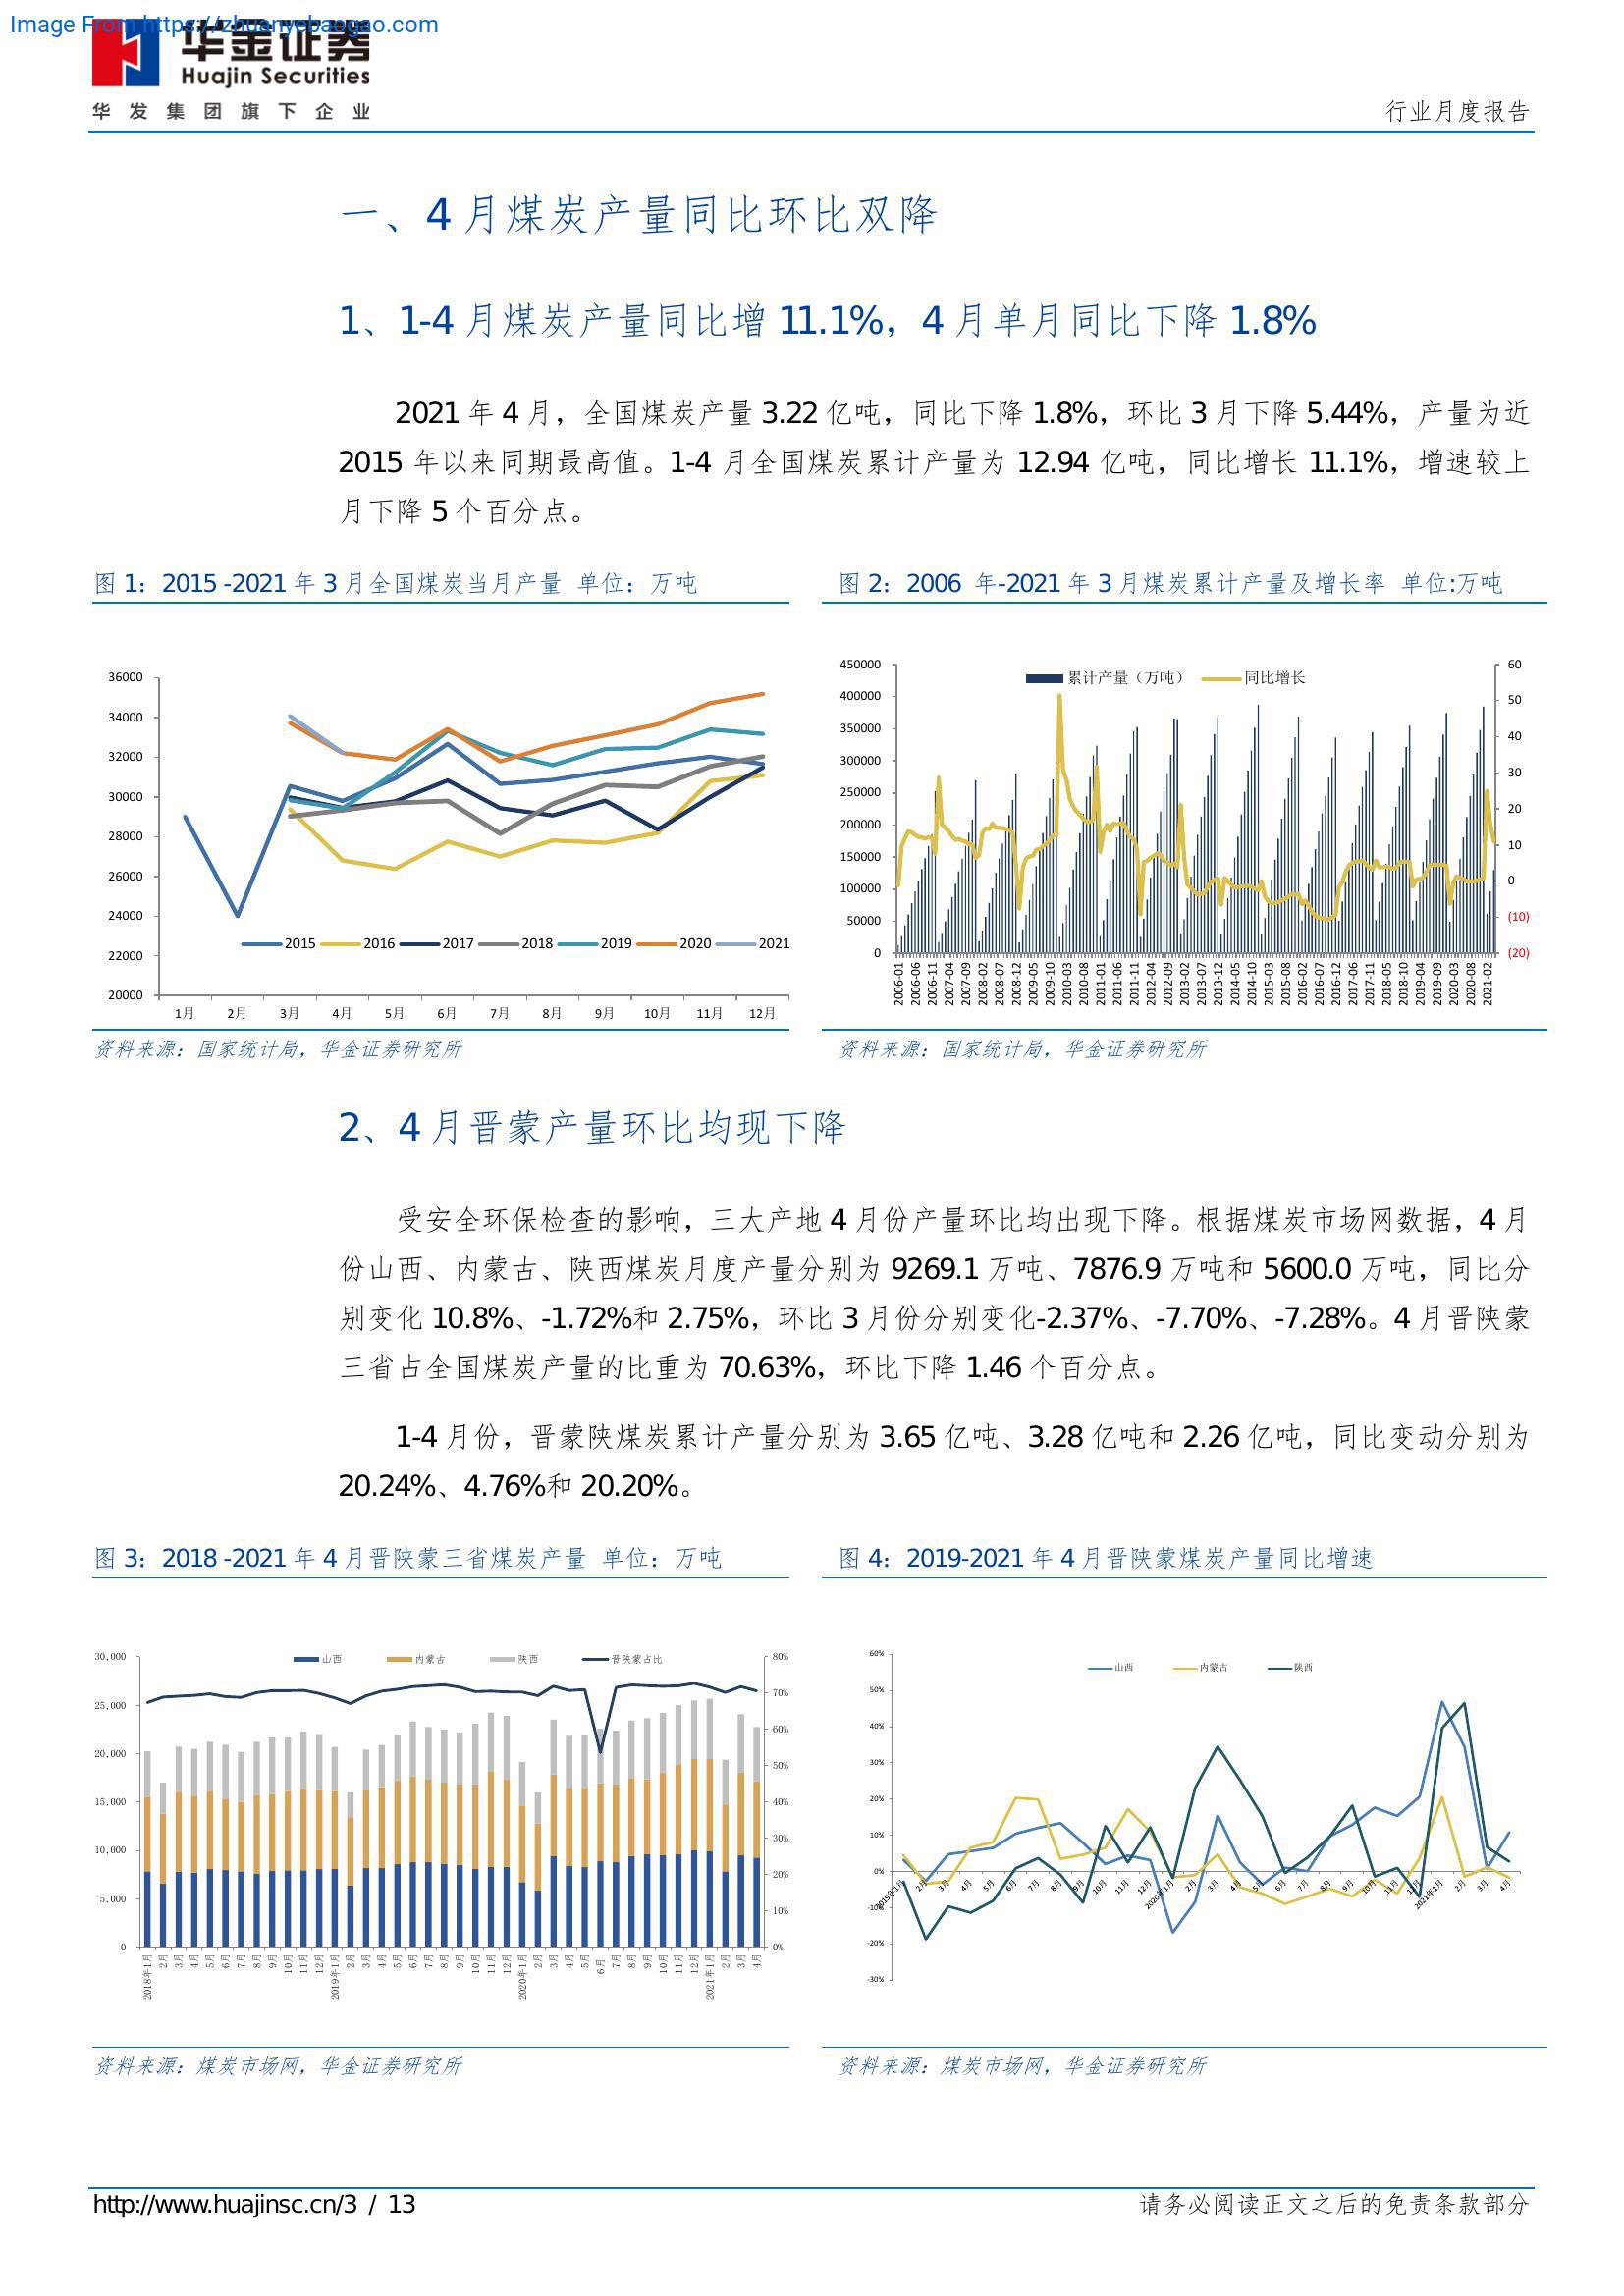 Image From https://zhuanyebaogao.com
华金证券
Huajin Securities
华发集团旗下企业
行业月度报告
一、4 月煤炭产量同比环比双降
1、1-4 月煤炭产量同比增 11.1%，4 月单月同比下降 1.8%
2021 年 4 月，全国煤炭产量 3.22 亿吨，同比下降 1.8%，环比 3 月下降 5.44%，产量为近
2015 年以来同期最高值。1-4 月全国煤炭累计产量为 12.94 亿吨，同比增长 11.1%，增速较上
月下降 5 个百分点。
图 1：2015 -2021 年 3 月全国煤炭当月产量 单位：万吨
36000
34000
32000
30000
28000
26000
24000
22000
20000
2015 2016 2017 2018 2019 2020 2021
1月 2月 3月 4月 5月 6月 7月 8月 9月 10月 11月 12月
资料来源：国家统计局，华金证券研究所
图 2：2006 年-2021 年 3 月煤炭累计产量及增长率 单位:万吨
累计产量（万吨） 同比增长
450000
400000
350000
300000
250000
200000
150000
100000
50000
0
60
50
40
30
20
10
0
(10)
(20)
2006-01 2006-06 2006-11 2007-04 2007-09 2008-02 2008-07 2008-12 2009-05 2009-10 2010-03 2010-08 2011-01 2011-06 2011-11 2012-04 2012-09 2013-02 2013-07 2013-12 2014-05 2014-10 2015-03 2015-08 2016-02 2016-07 2016-12 2017-06 2017-11 2018-05 2018-10 2019-04 2019-09 2020-03 2020-08 2021-02
资料来源：国家统计局，华金证券研究所
2、4 月晋蒙产量环比均现下降
受安全环保检查的影响，三大产地 4 月份产量环比均出现下降。根据煤炭市场网数据，4 月
份山西、内蒙古、陕西煤炭月度产量分别为 9269.1 万吨、7876.9 万吨和 5600.0 万吨，同比分
别变化 10.8%、-1.72%和 2.75%，环比 3 月份分别变化-2.37%、-7.70%、-7.28%。4 月晋陕蒙
三省占全国煤炭产量的比重为 70.63%，环比下降 1.46 个百分点。
1-4 月份，晋蒙陕煤炭累计产量分别为 3.65 亿吨、3.28 亿吨和 2.26 亿吨，同比变动分别为
20.24%、4.76%和 20.20%。
图 3：2018 -2021 年 4 月晋陕蒙三省煤炭产量 单位：万吨
山西 内蒙古 陕西 晋陕蒙占比
30,000
25,000
20,000
15,000
10,000
5,000
0
80%
70%
60%
50%
40%
30%
20%
10%
0%
2018年1月 2月 3月 4月 5月 6月 7月 8月 9月 10月 11月 12月 2019年1月 2月 3月 4月 5月 6月 7月 8月 9月 10月 11月 12月 2020年1月 2月 3月 4月 5月 6月 7月 8月 9月 10月 11月 12月 2021年1月 2月 3月 4月
资料来源：煤炭市场网，华金证券研究所
图 4：2019-2021 年 4 月晋陕蒙煤炭产量同比增速
山西 内蒙古 陕西
60%
50%
40%
30%
20%
10%
0%
-10%
-20%
-30%
2019年1月 2月 3月 4月 5月 6月 7月 8月 9月 10月 11月 12月 2020年1月 2月 3月 4月 5月 6月 7月 8月 9月 10月 11月 12月 2021年1月 2月 3月 4月
资料来源：煤炭市场网，华金证券研究所
http://www.huajinsc.cn/3 / 13
请务必阅读正文之后的免责条款部分